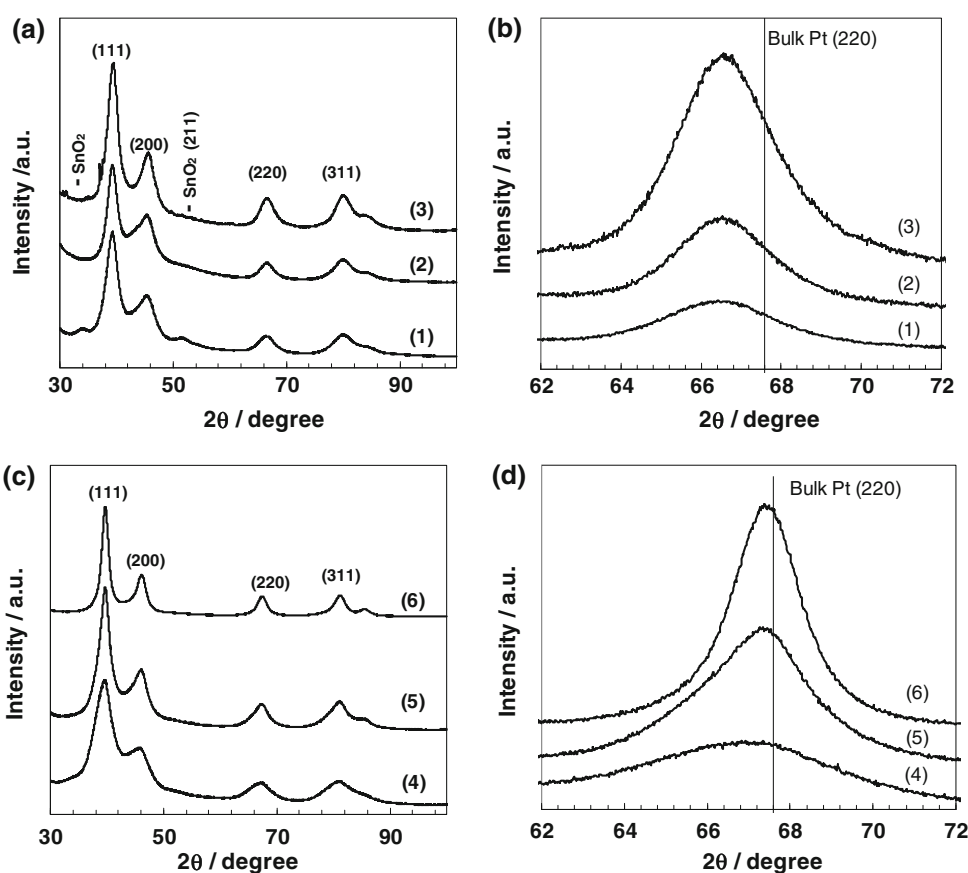 (a)
(111)
- SnO₂
(200)
- SnO₂ (211)
(220)
(311)
(3)
(2)
(1)
Intensity /a.u.
30
50
70
90
2θ / degree
(b)
Bulk Pt (220)
(3)
(2)
(1)
Intensity / a.u.
62
64
66
68
70
72
2θ / degree
(c)
(111)
(200)
(220)
(311)
(6)
(5)
(4)
Intensity / a.u.
30
50
70
90
2θ / degree
(d)
Bulk Pt (220)
(6)
(5)
(4)
Intensity / a.u.
62
64
66
68
70
72
2θ / degree